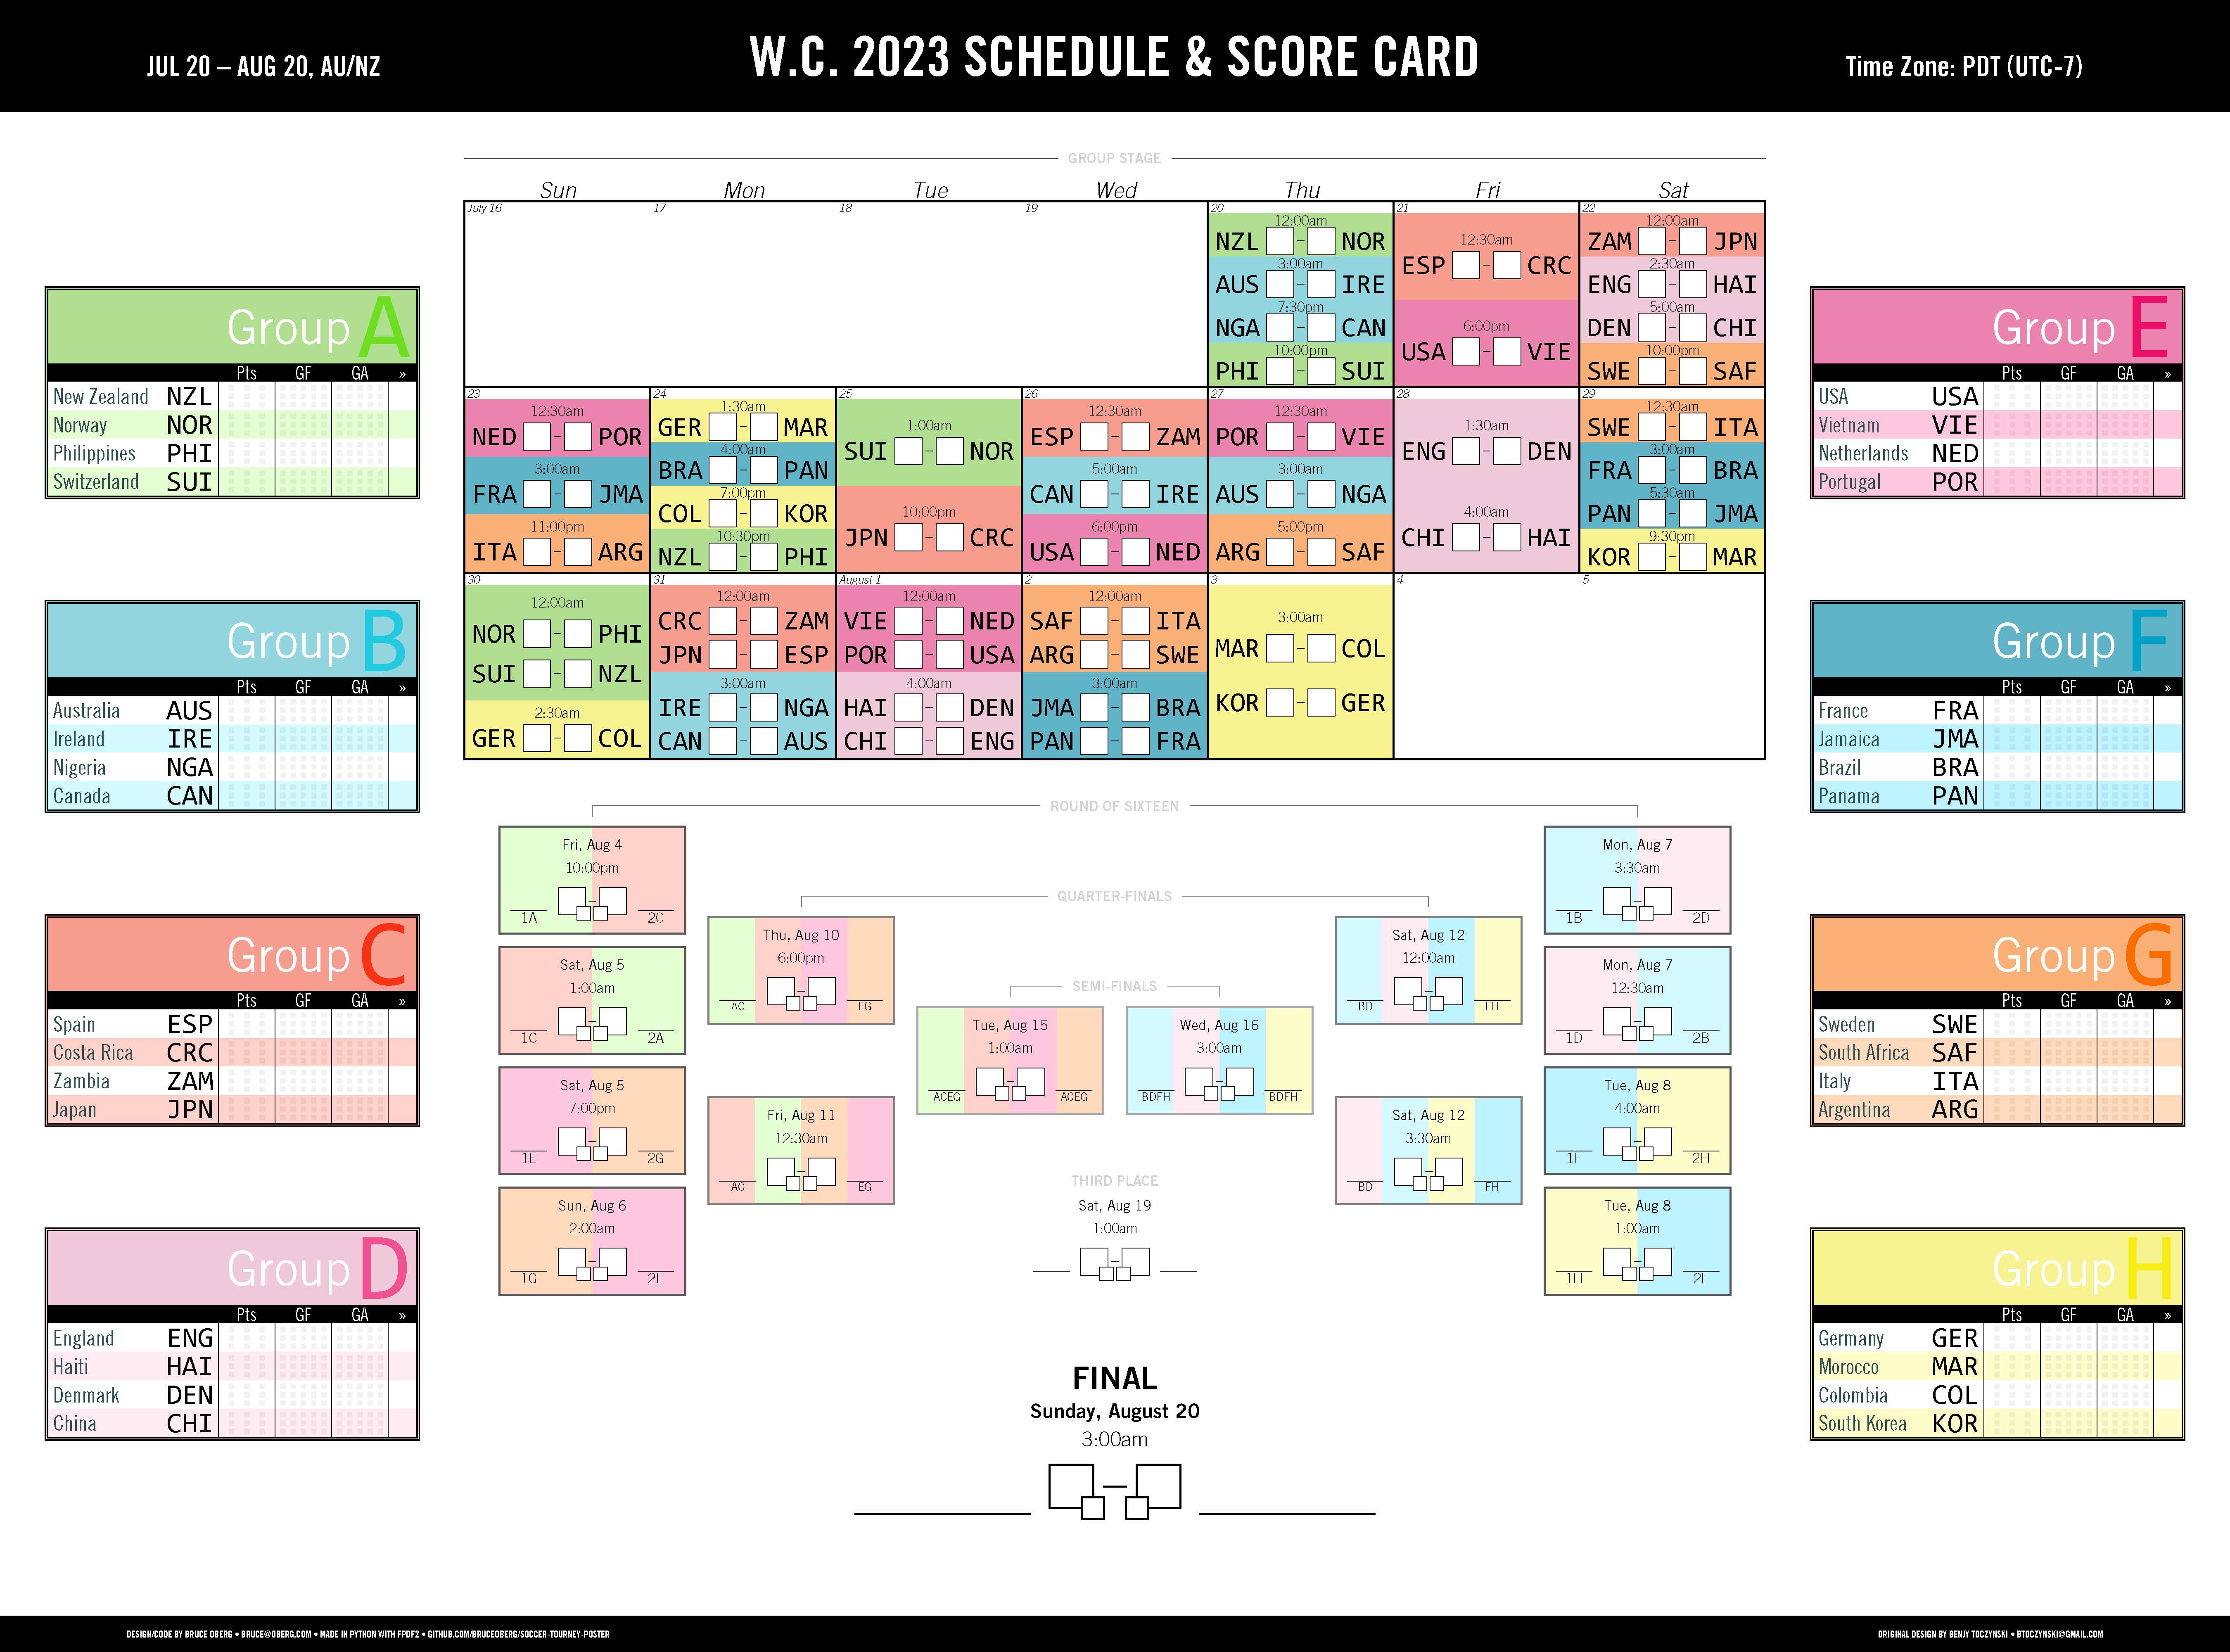 JUL 20 – AUG 20, AU/NZ
W.C. 2023 SCHEDULE & SCORE CARD
Time Zone: PDT (UTC-7)
GROUP STAGE
Sun Mon Tue Wed Thu Fri Sat
July 16
17
18
19
20
12:00am
NZL - NOR
3:00am
AUS - IRE
7:30pm
NGA - CAN
10:00pm
PHI - SUI
21
12:30am
ESP - CRC
6:00pm
USA - VIE
22
12:00am
ZAM - JPN
2:30am
ENG - HAI
5:00am
DEN - CHI
10:00pm
SWE - SAF
23
12:30am
NED - POR
3:00am
FRA - JMA
11:00pm
ITA - ARG
24
1:30am
GER - MAR
4:00am
BRA - PAN
7:00pm
COL - KOR
10:30pm
NZL - PHI
25
1:00am
SUI - NOR
10:00pm
JPN - CRC
26
12:30am
ESP - ZAM
5:00am
CAN - IRE
6:00pm
USA - NED
27
12:30am
POR - VIE
3:00am
AUS - NGA
5:00pm
ARG - SAF
28
1:30am
ENG - DEN
4:00am
CHI - HAI
29
12:30am
SWE - ITA
3:00am
FRA - BRA
5:30am
PAN - JMA
9:30pm
KOR - MAR
30
12:00am
NOR - PHI
SUI - NZL
2:30am
GER - COL
31
12:00am
CRC - ZAM
JPN - ESP
3:00am
IRE - NGA
CAN - AUS
August 1
12:00am
VIE - NED
POR - USA
4:00am
HAI - DEN
CHI - ENG
2
12:00am
SAF - ITA
ARG - SWE
3:00am
JMA - BRA
PAN - FRA
3
3:00am
MAR - COL
KOR - GER
4
5
Group A
Pts GF GA »
New Zealand NZL
Norway NOR
Philippines PHI
Switzerland SUI
Group B
Pts GF GA »
Australia AUS
Ireland IRE
Nigeria NGA
Canada CAN
Group C
Pts GF GA »
Spain ESP
Costa Rica CRC
Zambia ZAM
Japan JPN
Group D
Pts GF GA »
England ENG
Haiti HAI
Denmark DEN
China CHI
Group E
Pts GF GA »
USA USA
Vietnam VIE
Netherlands NED
Portugal POR
Group F
Pts GF GA »
France FRA
Jamaica JMA
Brazil BRA
Panama PAN
Group G
Pts GF GA »
Sweden SWE
South Africa SAF
Italy ITA
Argentina ARG
Group H
Pts GF GA »
Germany GER
Morocco MAR
Colombia COL
South Korea KOR
ROUND OF SIXTEEN
Fri, Aug 4
10:00pm
1A - 2C
Sat, Aug 5
1:00am
1C - 2A
Sat, Aug 5
7:00pm
1E - 2G
Sun, Aug 6
2:00am
1G - 2E
Mon, Aug 7
3:30am
1B - 2D
Mon, Aug 7
12:30am
1D - 2B
Tue, Aug 8
4:00am
1F - 2H
Tue, Aug 8
1:00am
1H - 2F
QUARTER-FINALS
Thu, Aug 10
6:00pm
AC - EG
Fri, Aug 11
12:30am
AC - EG
Sat, Aug 12
12:00am
BD - FH
Sat, Aug 12
3:30am
BD - FH
SEMI-FINALS
Tue, Aug 15
1:00am
ACEG - ACEG
Wed, Aug 16
3:00am
BDFH - BDFH
THIRD PLACE
Sat, Aug 19
1:00am
FINAL
Sunday, August 20
3:00am
DESIGN/CODE BY BRUCE OBERG • BRUCE@OBERG.COM • MADE IN PYTHON WITH FPDF2 • GITHUB.COM/BRUCEOBERG/SOCCER-TOURNEY-POSTER
ORIGINAL DESIGN BY BENJY TOCZYNSKI • BTOCZYNSKI@GMAIL.COM